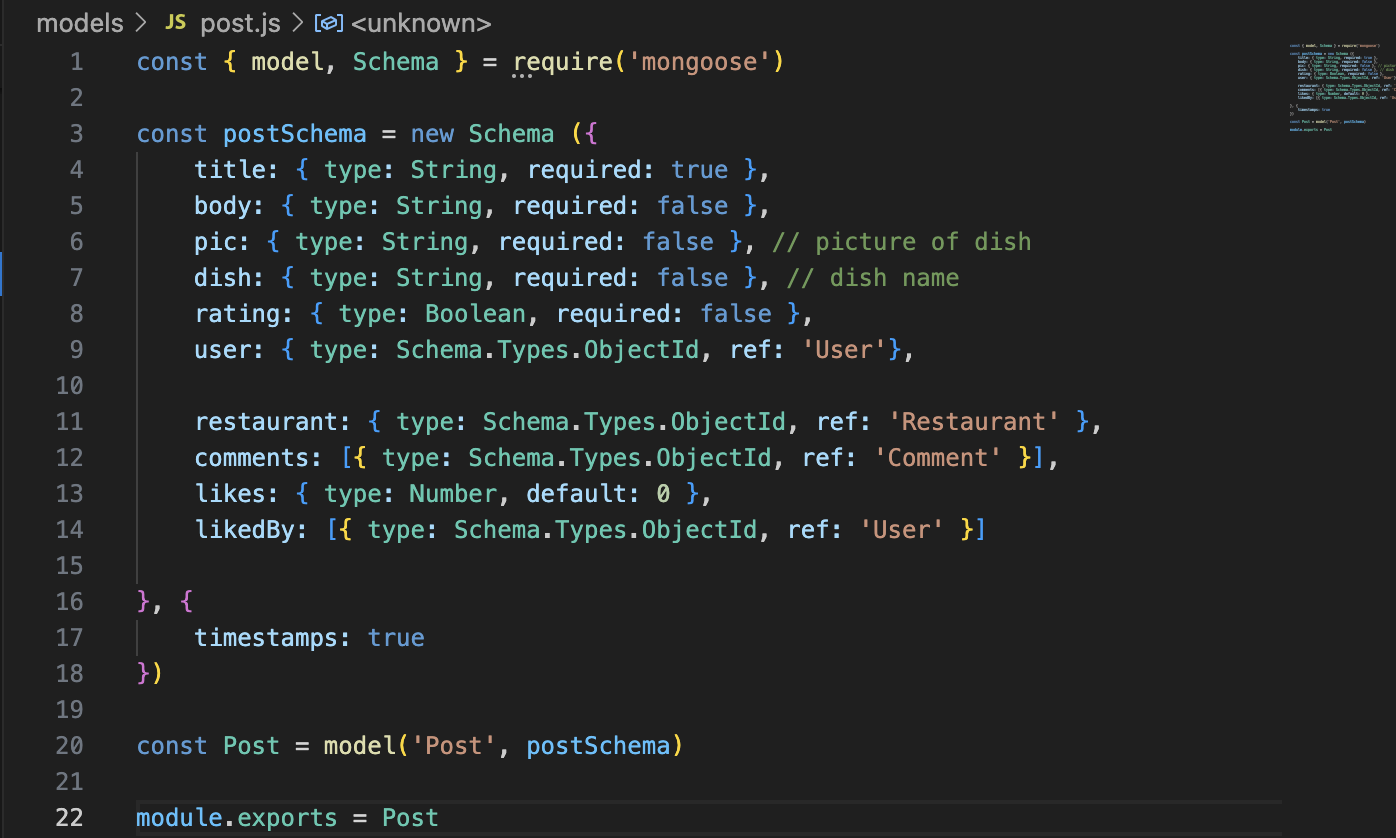 models > JS post.js > <unknown>
1 const { model, Schema } = require('mongoose')
2
3 const postSchema = new Schema ({
4     title: { type: String, required: true },
5     body: { type: String, required: false },
6     pic: { type: String, required: false }, // picture of dish
7     dish: { type: String, required: false }, // dish name
8     rating: { type: Boolean, required: false },
9     user: { type: Schema.Types.ObjectId, ref: 'User'},
10
11     restaurant: { type: Schema.Types.ObjectId, ref: 'Restaurant' },
12     comments: [{ type: Schema.Types.ObjectId, ref: 'Comment' }],
13     likes: { type: Number, default: 0 },
14     likedBy: [{ type: Schema.Types.ObjectId, ref: 'User' }]
15
16 }, {
17     timestamps: true
18 })
19
20 const Post = model('Post', postSchema)
21
22 module.exports = Post